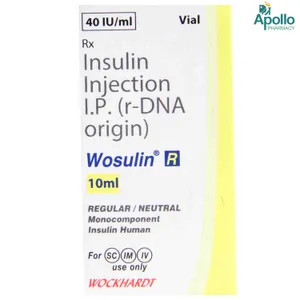 Apollo
PHARMACY
40 IU/ml
Vial
Rx
Insulin
Injection
I.P. (r-DNA
origin)
Wosulin® R
10ml
REGULAR / NEUTRAL
Monocomponent
Insulin Human
For SC IM IV
use only
WOCKHARDT